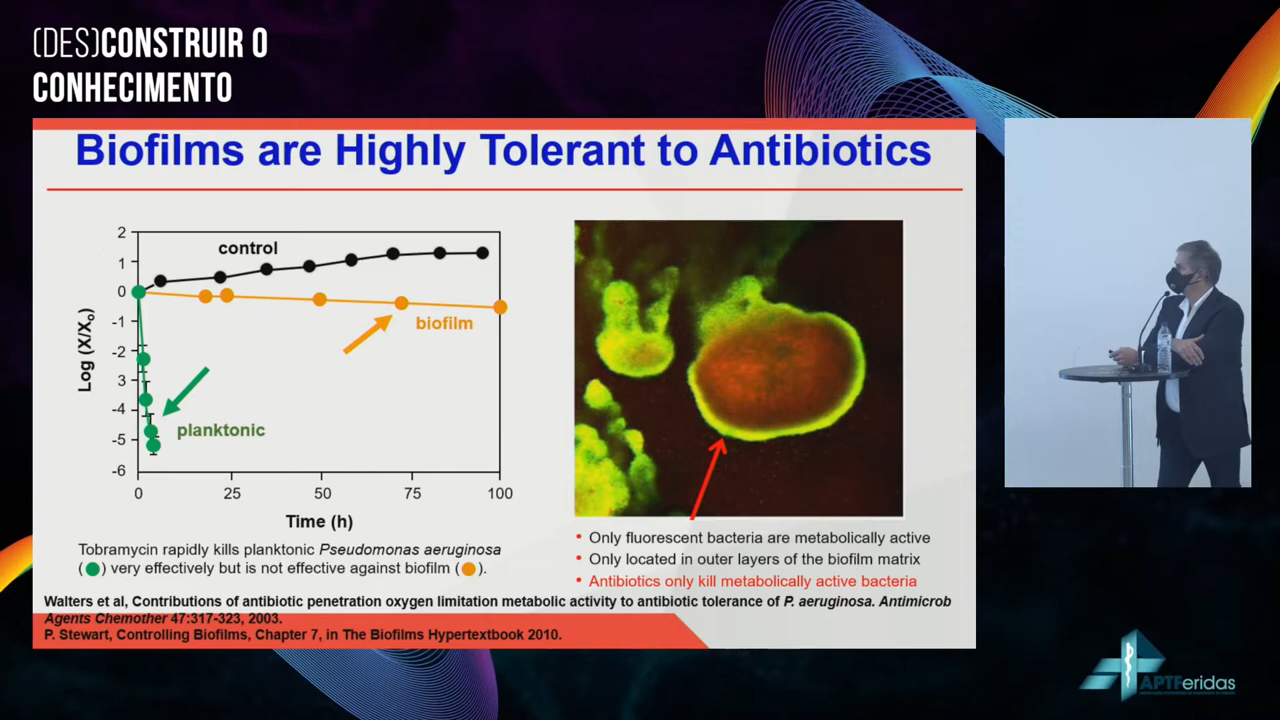 (DES)CONSTRUIR O
CONHECIMENTO
Biofilms are Highly Tolerant to Antibiotics
2
1
0
-1
-2
3
-4
-5
-6
Log (X/X₀)
control
biofilm
planktonic
0 25 50 75 100
Time (h)
Tobramycin rapidly kills planktonic Pseudomonas aeruginosa
( ) very effectively but is not effective against biofilm ( ).
• Only fluorescent bacteria are metabolically active
• Only located in outer layers of the biofilm matrix
• Antibiotics only kill metabolically active bacteria
Walters et al, Contributions of antibiotic penetration oxygen limitation metabolic activity to antibiotic tolerance of P. aeruginosa. Antimicrob
Agents Chemother 47:317-323, 2003.
P. Stewart, Controlling Biofilms, Chapter 7, in The Biofilms Hypertextbook 2010.
APTFeridas